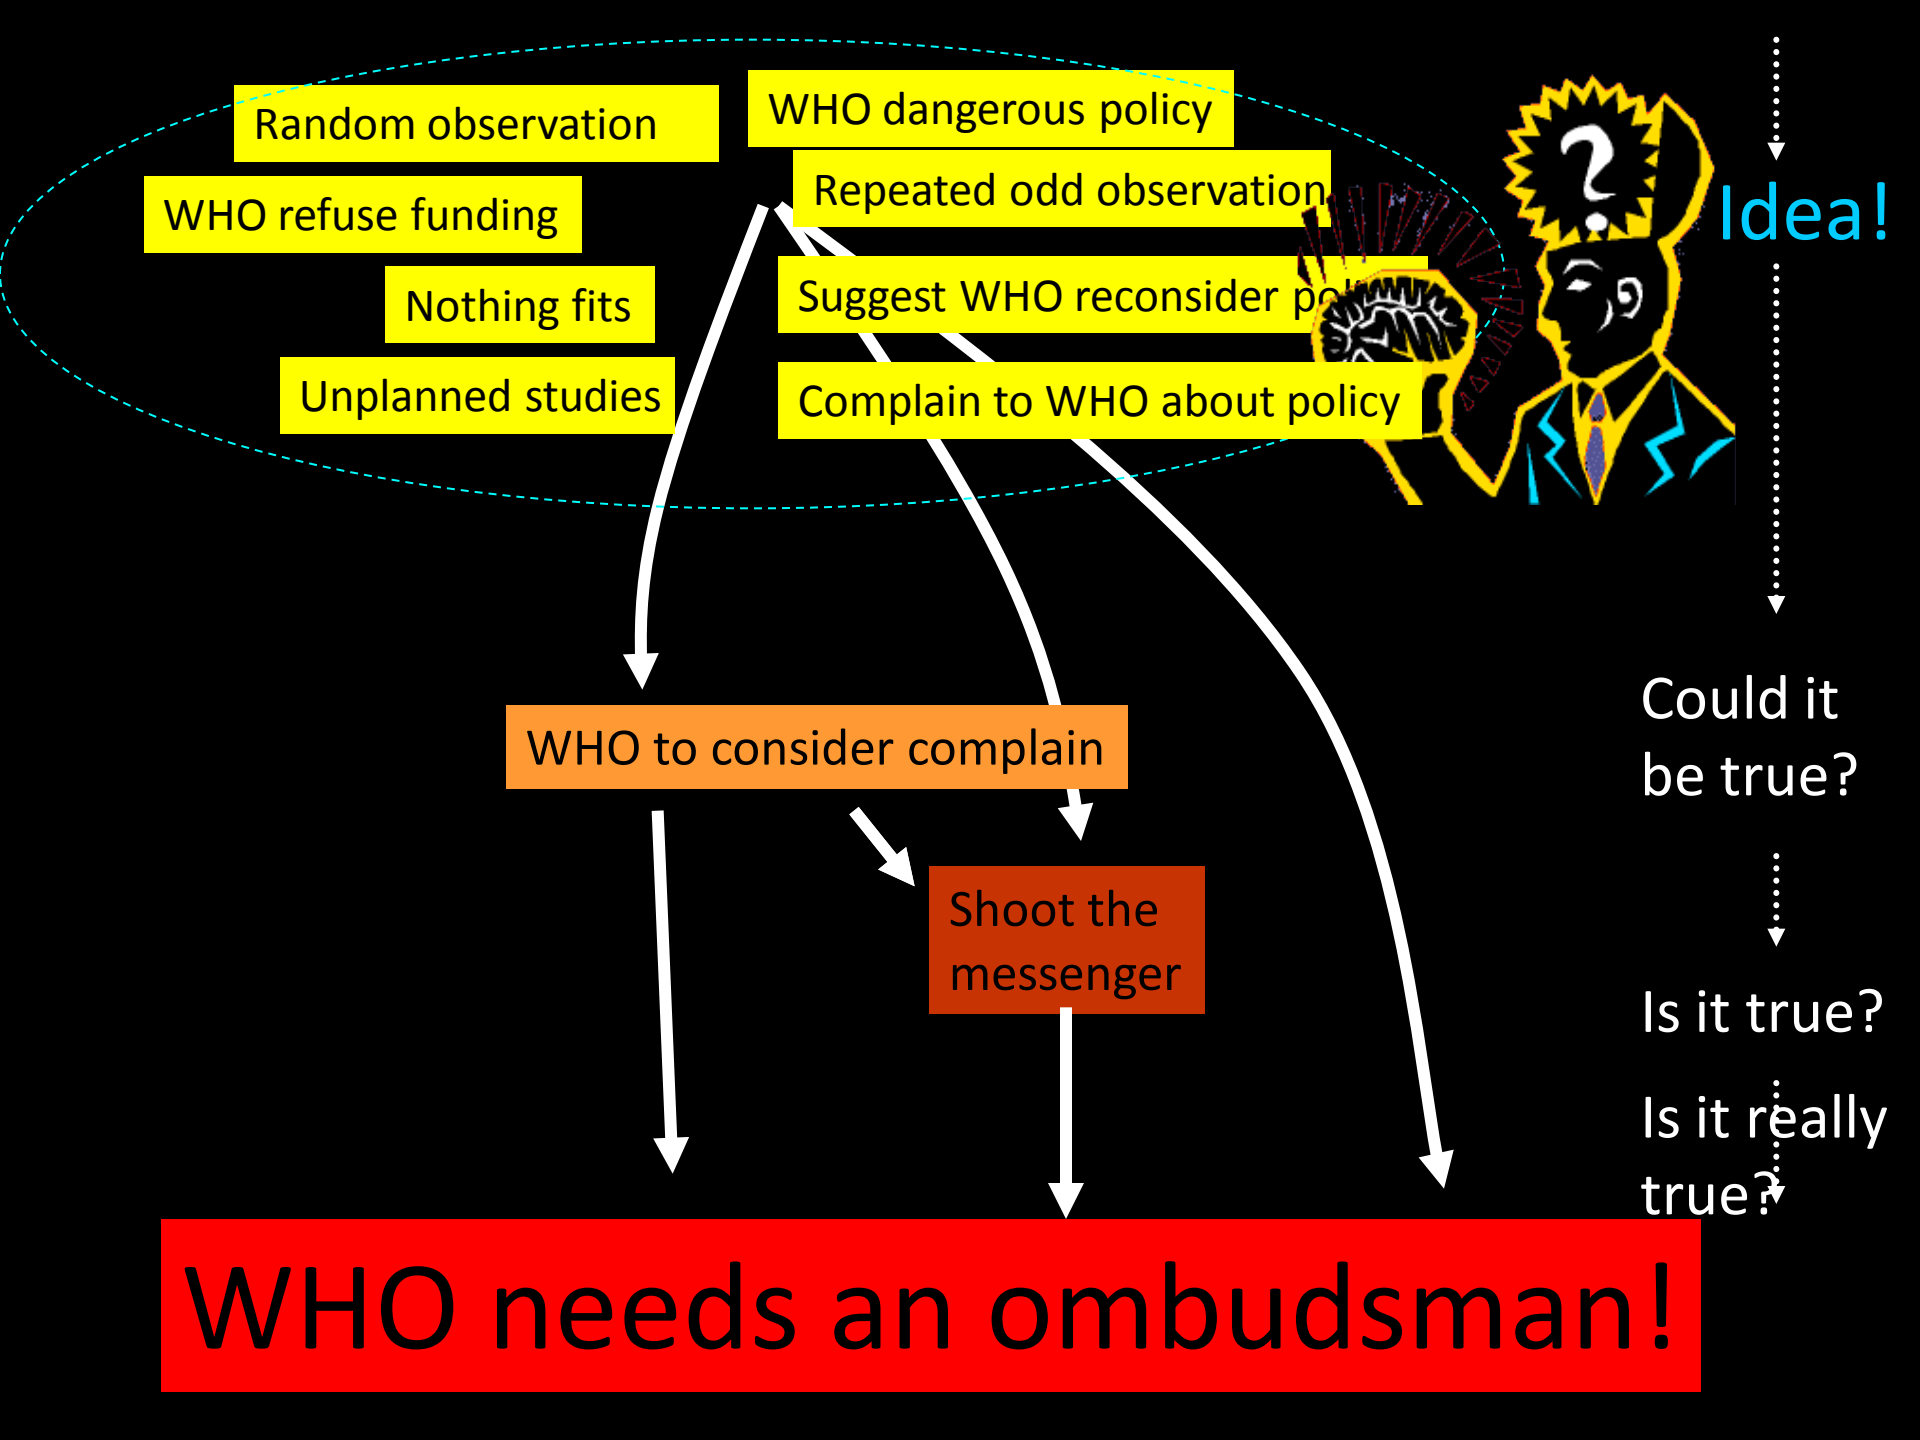 Random observation
WHO dangerous policy
WHO refuse funding
Repeated odd observation
Idea!
Nothing fits
Suggest WHO reconsider
Unplanned studies
Complain to WHO about policy
Could it
be true?
WHO to consider complain
Shoot the
messenger
Is it true?
Is it really
true?
WHO needs an ombudsman!
?